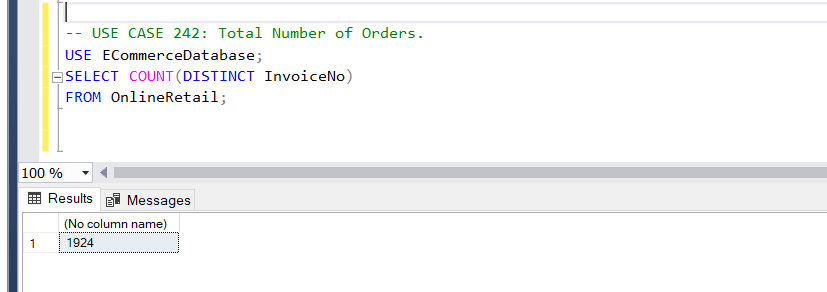 -- USE CASE 242: Total Number of Orders.
USE ECommerceDatabase;
SELECT COUNT(DISTINCT InvoiceNo)
FROM OnlineRetail;
100 %
Results Messages
(No column name)
1 1924